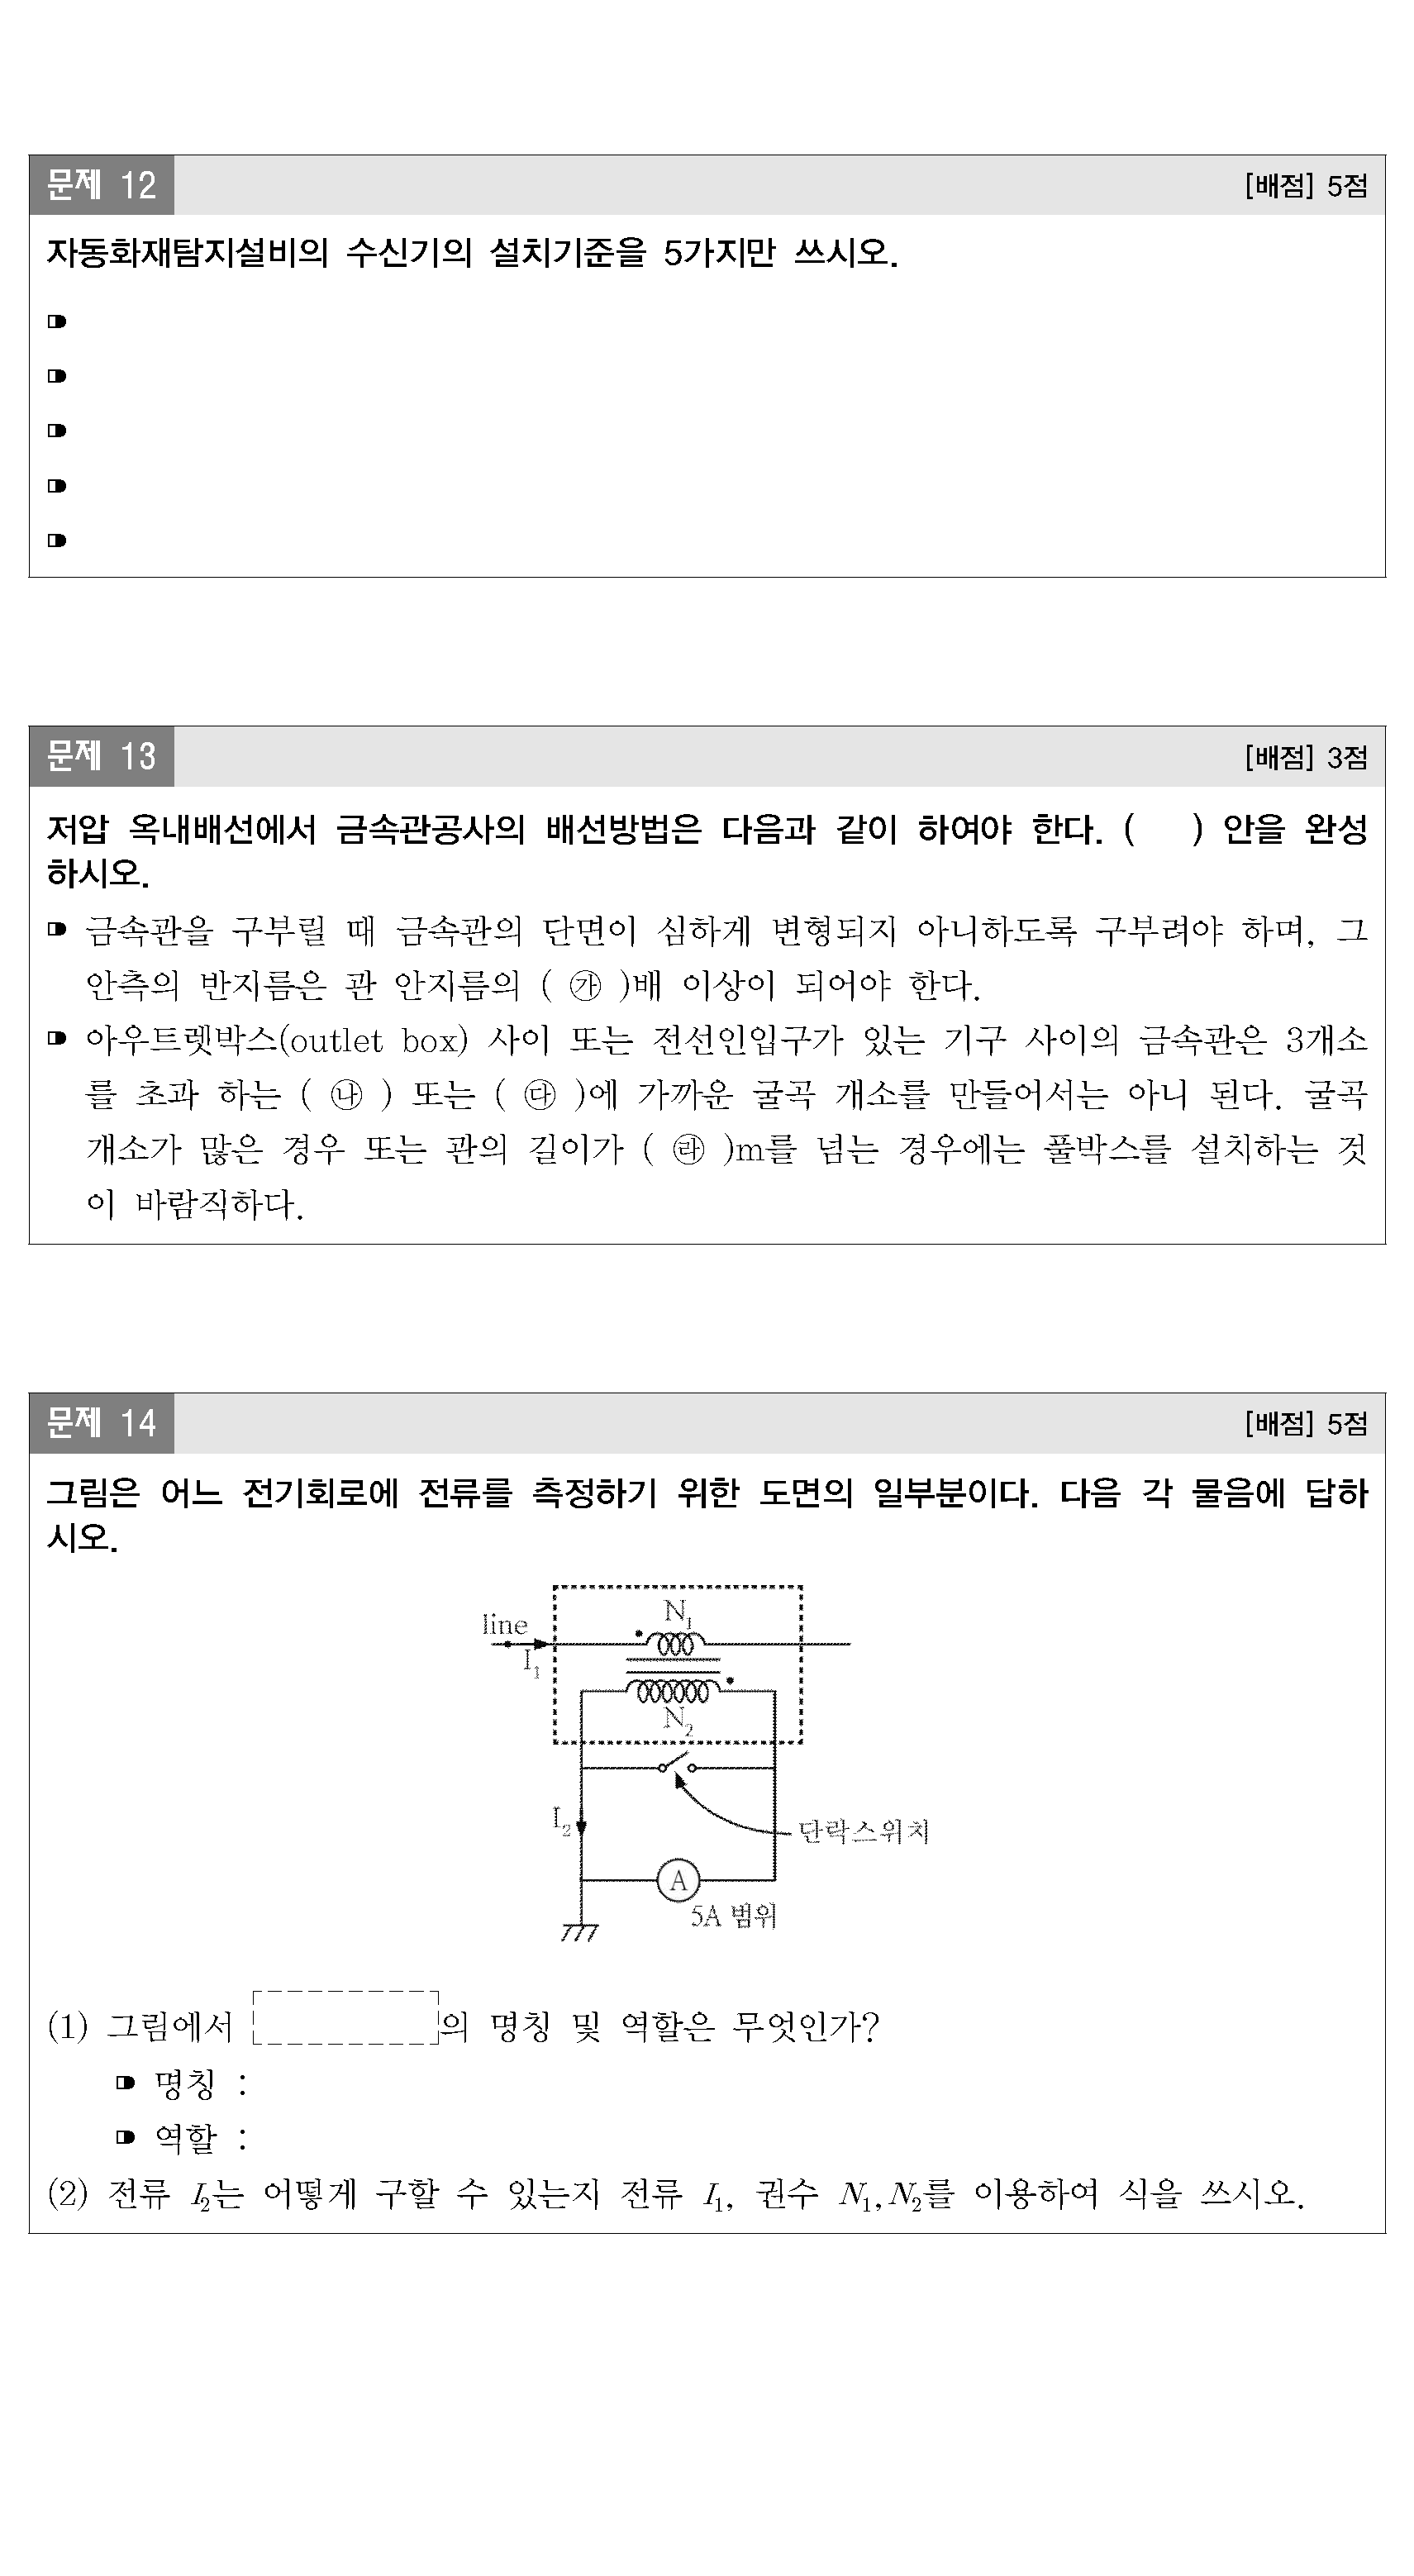 문제 12
[배점] 5점
자동화재탐지설비의 수신기의 설치기준을 5가지만 쓰시오.
문제 13
[배점] 3점
저압 옥내배선에서 금속관공사의 배선방법은 다음과 같이 하여야 한다. ( ) 안을 완성
하시오.
금속관을 구부릴 때 금속관의 단면이 심하게 변형되지 아니하도록 구부려야 하며, 그
안측의 반지름은 관 안지름의 ( ㉮ )배 이상이 되어야 한다.
아우트렛박스(outlet box) 사이 또는 전선인입구가 있는 기구 사이의 금속관은 3개소
를 초과 하는 ( ㉯ ) 또는 ( ㉰ )에 가까운 굴곡 개소를 만들어서는 아니 된다. 굴곡
개소가 많은 경우 또는 관의 길이가 ( ㉱ )m를 넘는 경우에는 풀박스를 설치하는 것
이 바람직하다.
문제 14
[배점] 5점
그림은 어느 전기회로에 전류를 측정하기 위한 도면의 일부분이다. 다음 각 물음에 답하
시오.
N₁
line
I₁
N₂
I₂
단락스위치
A
5A 범위
(1) 그림에서 의 명칭 및 역할은 무엇인가?
명칭 :
역할 :
(2) 전류 I₂는 어떻게 구할 수 있는지 전류 I₁, 권수 N₁, N₂를 이용하여 식을 쓰시오.